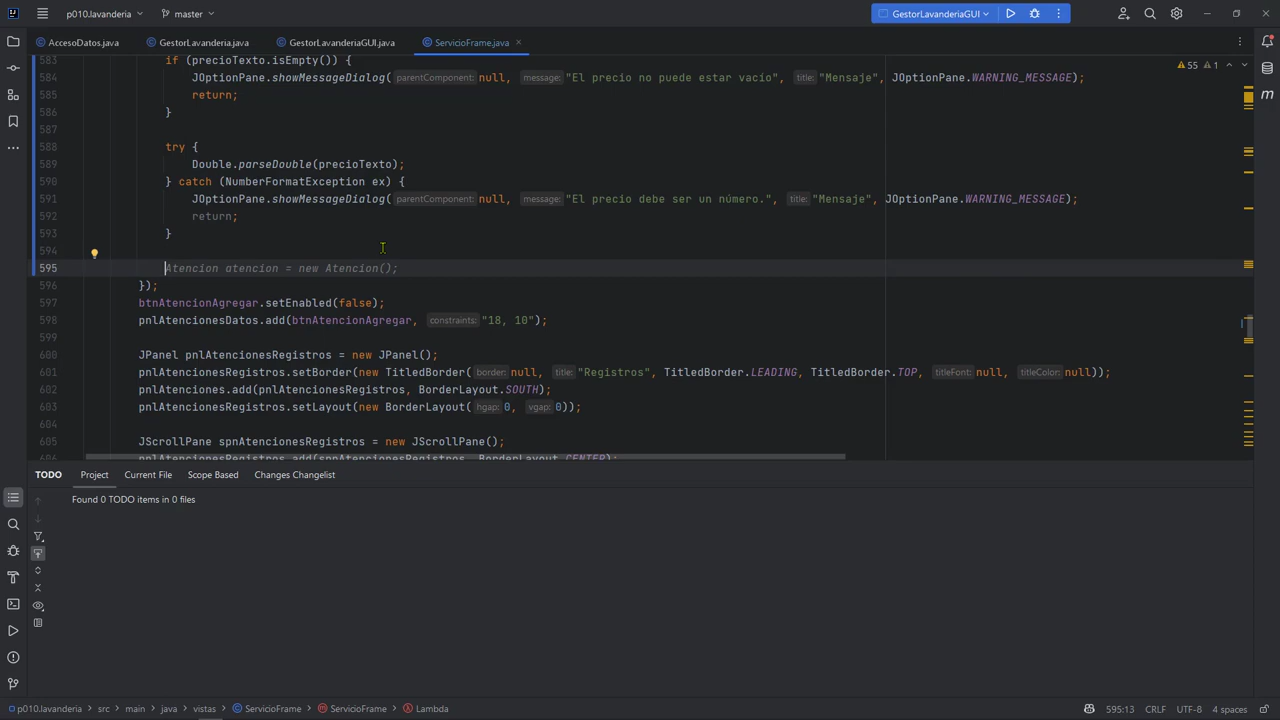 p010.lavanderia
master
GestorLavanderiaGUI
AccesoDatos.java
GestorLavanderia.java
GestorLavanderiaGUI.java
ServicioFrame.java
583 if (precioTexto.isEmpty()) {
55 1
584 JOptionPane.showMessageDialog( parentComponent: null, message: "El precio no puede estar vacío", title: "Mensaje", JOptionPane.WARNING_MESSAGE);
585 return;
586 }
587
588 try {
589 Double.parseDouble(precioTexto);
590 } catch (NumberFormatException ex) {
591 JOptionPane.showMessageDialog( parentComponent: null, message: "El precio debe ser un número.", title: "Mensaje", JOptionPane.WARNING_MESSAGE);
592 return;
593 }
594
595 Atencion atencion = new Atencion();
596 });
597 btnAtencionAgregar.setEnabled(false);
598 pnlAtencionesDatos.add(btnAtencionAgregar, constraints: "18, 10");
599
600 JPanel pnlAtencionesRegistros = new JPanel();
601 pnlAtencionesRegistros.setBorder(new TitledBorder( border: null, title: "Registros", TitledBorder.LEADING, TitledBorder.TOP, titleFont: null, titleColor: null));
602 pnlAtenciones.add(pnlAtencionesRegistros, BorderLayout.SOUTH);
603 pnlAtencionesRegistros.setLayout(new BorderLayout( hgap: 0, vgap: 0));
604
605 JScrollPane spnAtencionesRegistros = new JScrollPane();
606 pnlAtencionesRegistros.add(spnAtencionesRegistros, BorderLayout.CENTER);
TODO Project Current File Scope Based Changes Changelist
Found 0 TODO items in 0 files
p010.lavanderia > src > main > java > vistas > ServicioFrame > ServicioFrame > Lambda
595:13 CRLF UTF-8 4 spaces